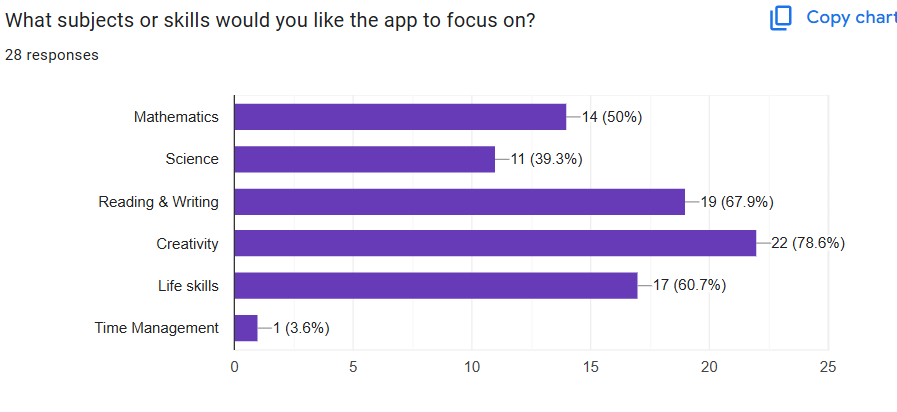 What subjects or skills would you like the app to focus on?
Copy chart
28 responses
Mathematics 14 (50%)
Science 11 (39.3%)
Reading & Writing 19 (67.9%)
Creativity 22 (78.6%)
Life skills 17 (60.7%)
Time Management 1 (3.6%)
0 5 10 15 20 25